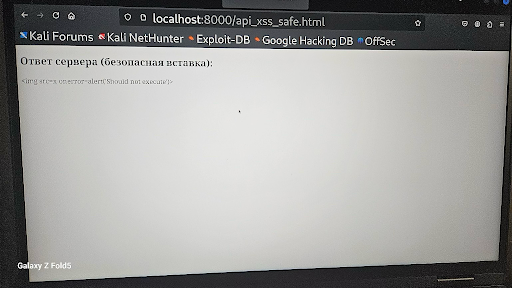 localhost:8000/api_xss_safe.html
Kali Forums Kali NetHunter Exploit-DB Google Hacking DB OffSec
Ответ сервера (безопасная вставка):
<img src=x onerror=alert('Should not execute')>
Galaxy Z Fold5